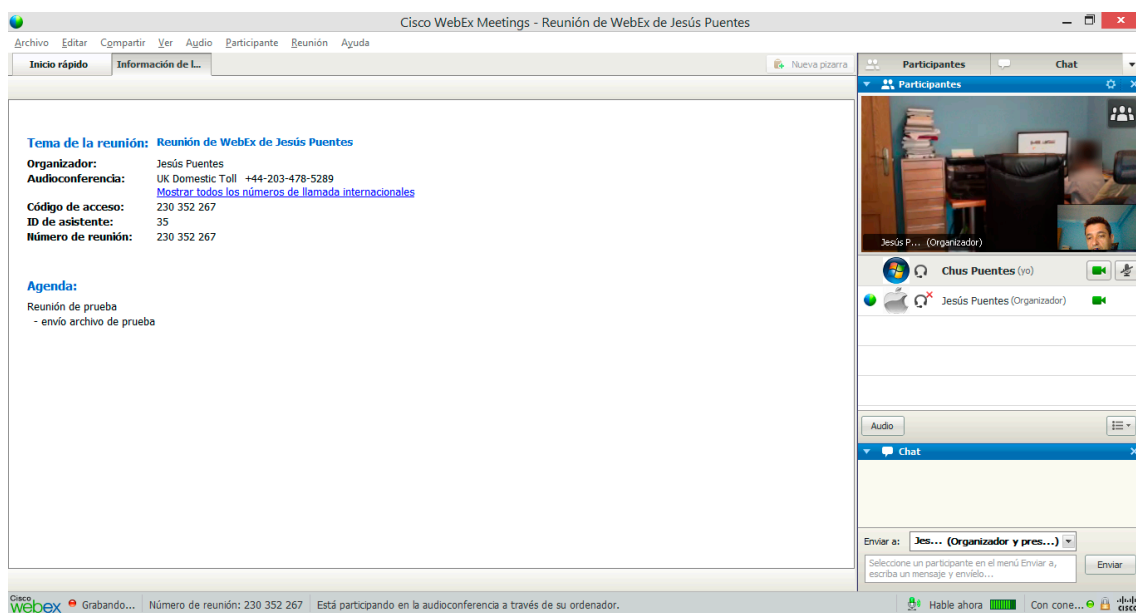 Cisco WebEx Meetings - Reunión de WebEx de Jesús Puentes
Archivo Editar Compartir Ver Audio Participante Reunión Ayuda
Inicio rápido
Información de l...
Nueva pizarra
Participantes
Chat
Participantes
Tema de la reunión: Reunión de WebEx de Jesús Puentes
Organizador: Jesús Puentes
Audioconferencia: UK Domestic Toll +44-203-478-5289
Mostrar todos los números de llamada internacionales
Código de acceso: 230 352 267
ID de asistente: 35
Número de reunión: 230 352 267
Agenda:
Reunión de prueba
- envío archivo de prueba
Jesús P... (Organizador)
Chus Puentes (yo)
Jesús Puentes (Organizador)
Audio
Chat
Enviar a: Jes... (Organizador y pres...)
Seleccione un participante en el menú Enviar a,
escriba un mensaje y envíelo...
Enviar
Cisco
webex
Grabando...
Número de reunión: 230 352 267
Está participando en la audioconferencia a través de su ordenador.
Hable ahora
Con cone...
CISCO